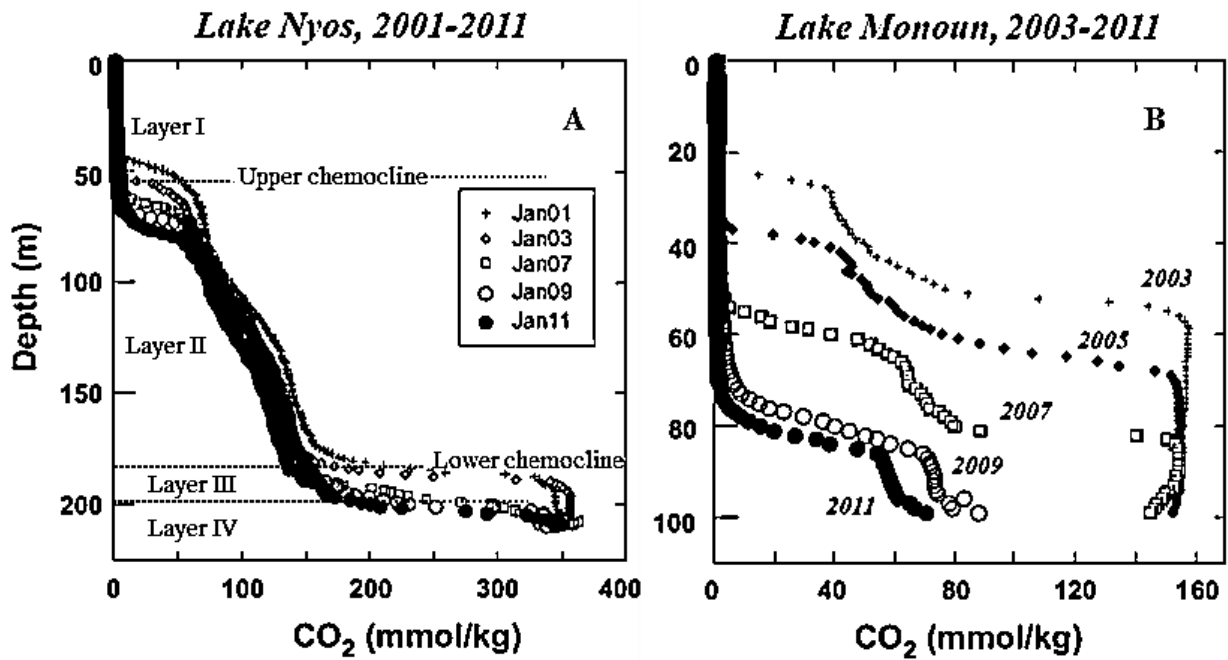 Lake Nyos, 2001-2011
0
50
100
150
200
Depth (m)
Layer I
A
Upper chemocline
Jan01
Jan03
Jan07
Jan09
Jan11
Layer II
Lower chemocline
Layer III
Layer IV
0 100 200 300 400
CO2 (mmol/kg)
Lake Monoun, 2003-2011
0
20
40
60
80
100
B
2003
2005
2007
2009
2011
0 40 80 120 160
CO2 (mmol/kg)